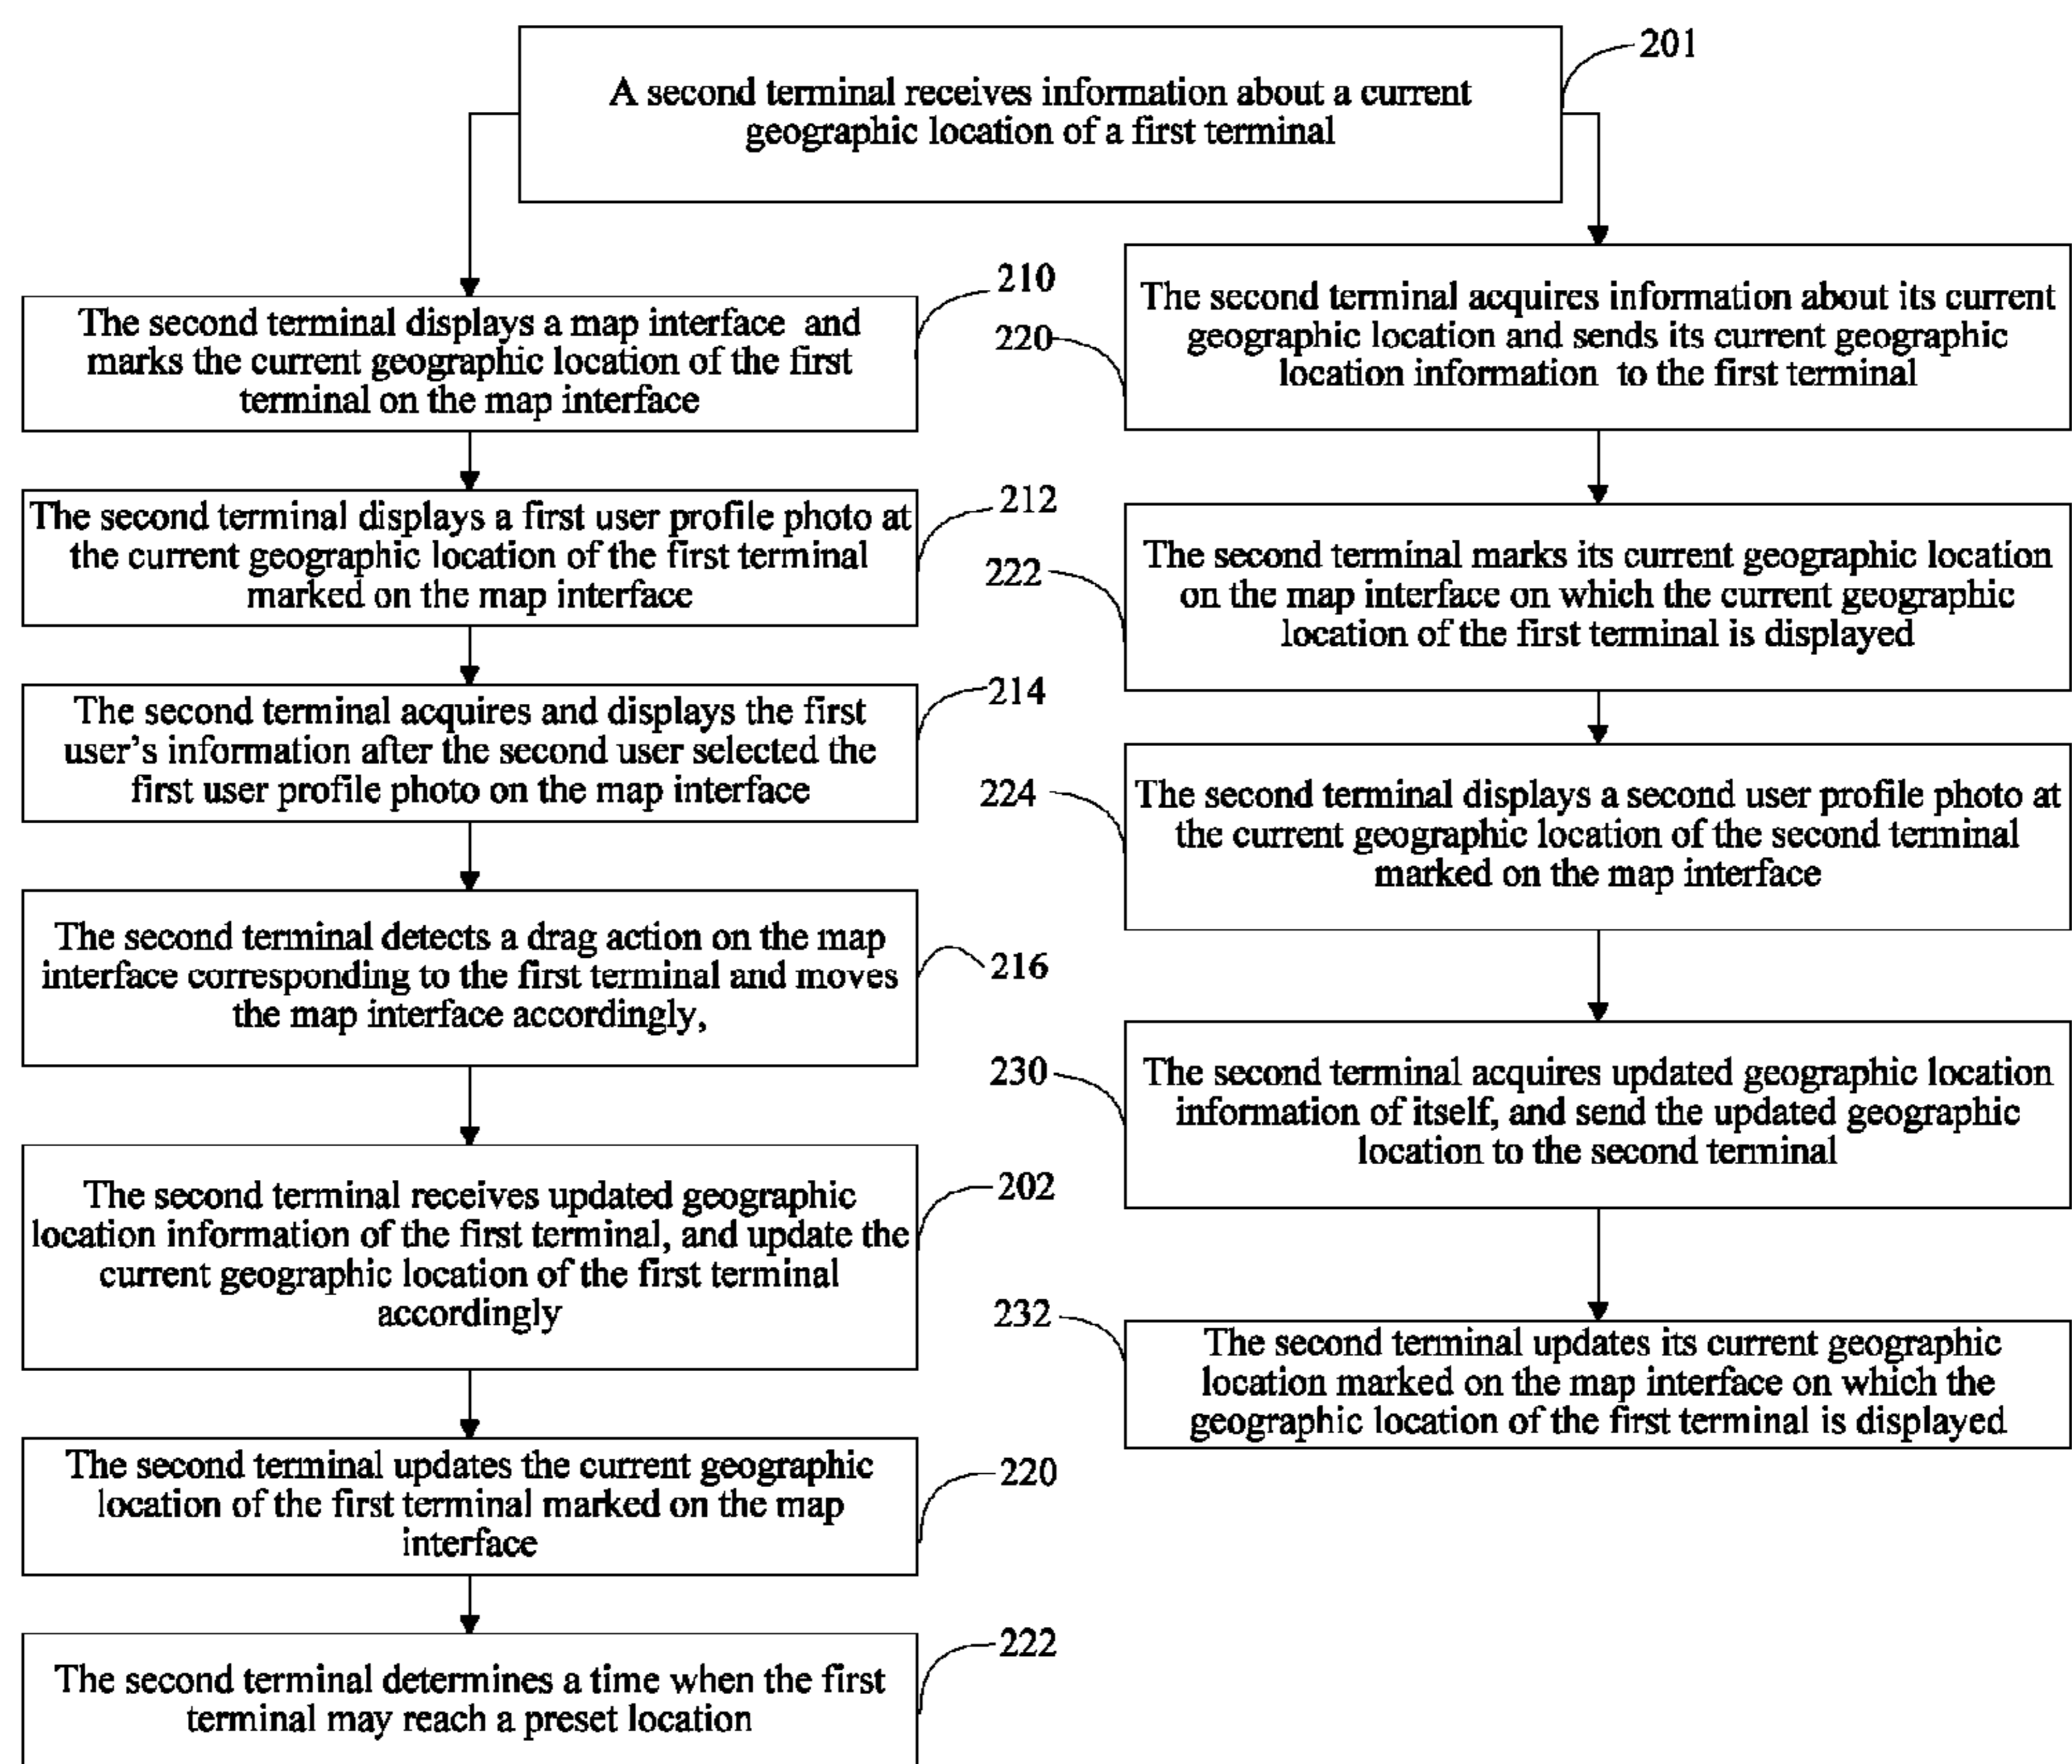 201
A second terminal receives information about a current
geographic location of a first terminal
210
The second terminal displays a map interface and
marks the current geographic location of the first
terminal on the map interface
212
The second terminal displays a first user profile photo at
the current geographic location of the first terminal
marked on the map interface
214
The second terminal acquires and displays the first
user’s information after the second user selected the
first user profile photo on the map interface
216
The second terminal detects a drag action on the map
interface corresponding to the first terminal and moves
the map interface accordingly,
202
The second terminal receives updated geographic
location information of the first terminal, and update the
current geographic location of the first terminal
accordingly
220
The second terminal updates the current geographic
location of the first terminal marked on the map
interface
222
The second terminal determines a time when the first
terminal may reach a preset location
220
The second terminal acquires information about its current
geographic location and sends its current geographic
location information to the first terminal
222
The second terminal marks its current geographic location
on the map interface on which the current geographic
location of the first terminal is displayed
224
The second terminal displays a second user profile photo at
the current geographic location of the second terminal
marked on the map interface
230
The second terminal acquires updated geographic location
information of itself, and send the updated geographic
location to the second terminal
232
The second terminal updates its current geographic
location marked on the map interface on which the
geographic location of the first terminal is displayed